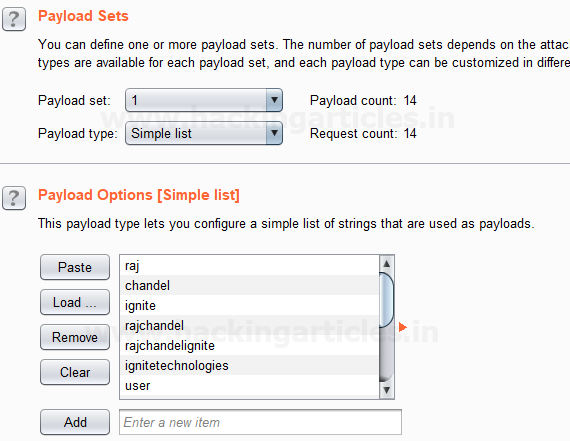 Payload Sets
You can define one or more payload sets. The number of payload sets depends on the attac
types are available for each payload set, and each payload type can be customized in differe
Payload set: 1 Payload count: 14
www.hackingarticles.in
Payload type: Simple list Request count: 14
Payload Options [Simple list]
This payload type lets you configure a simple list of strings that are used as payloads.
Paste raj
chandel
Load ... ignite
rajchandel
www.hackingarticles.in
Remove rajchandelignite
Clear ignitetechnologies
user
Add Enter a new item